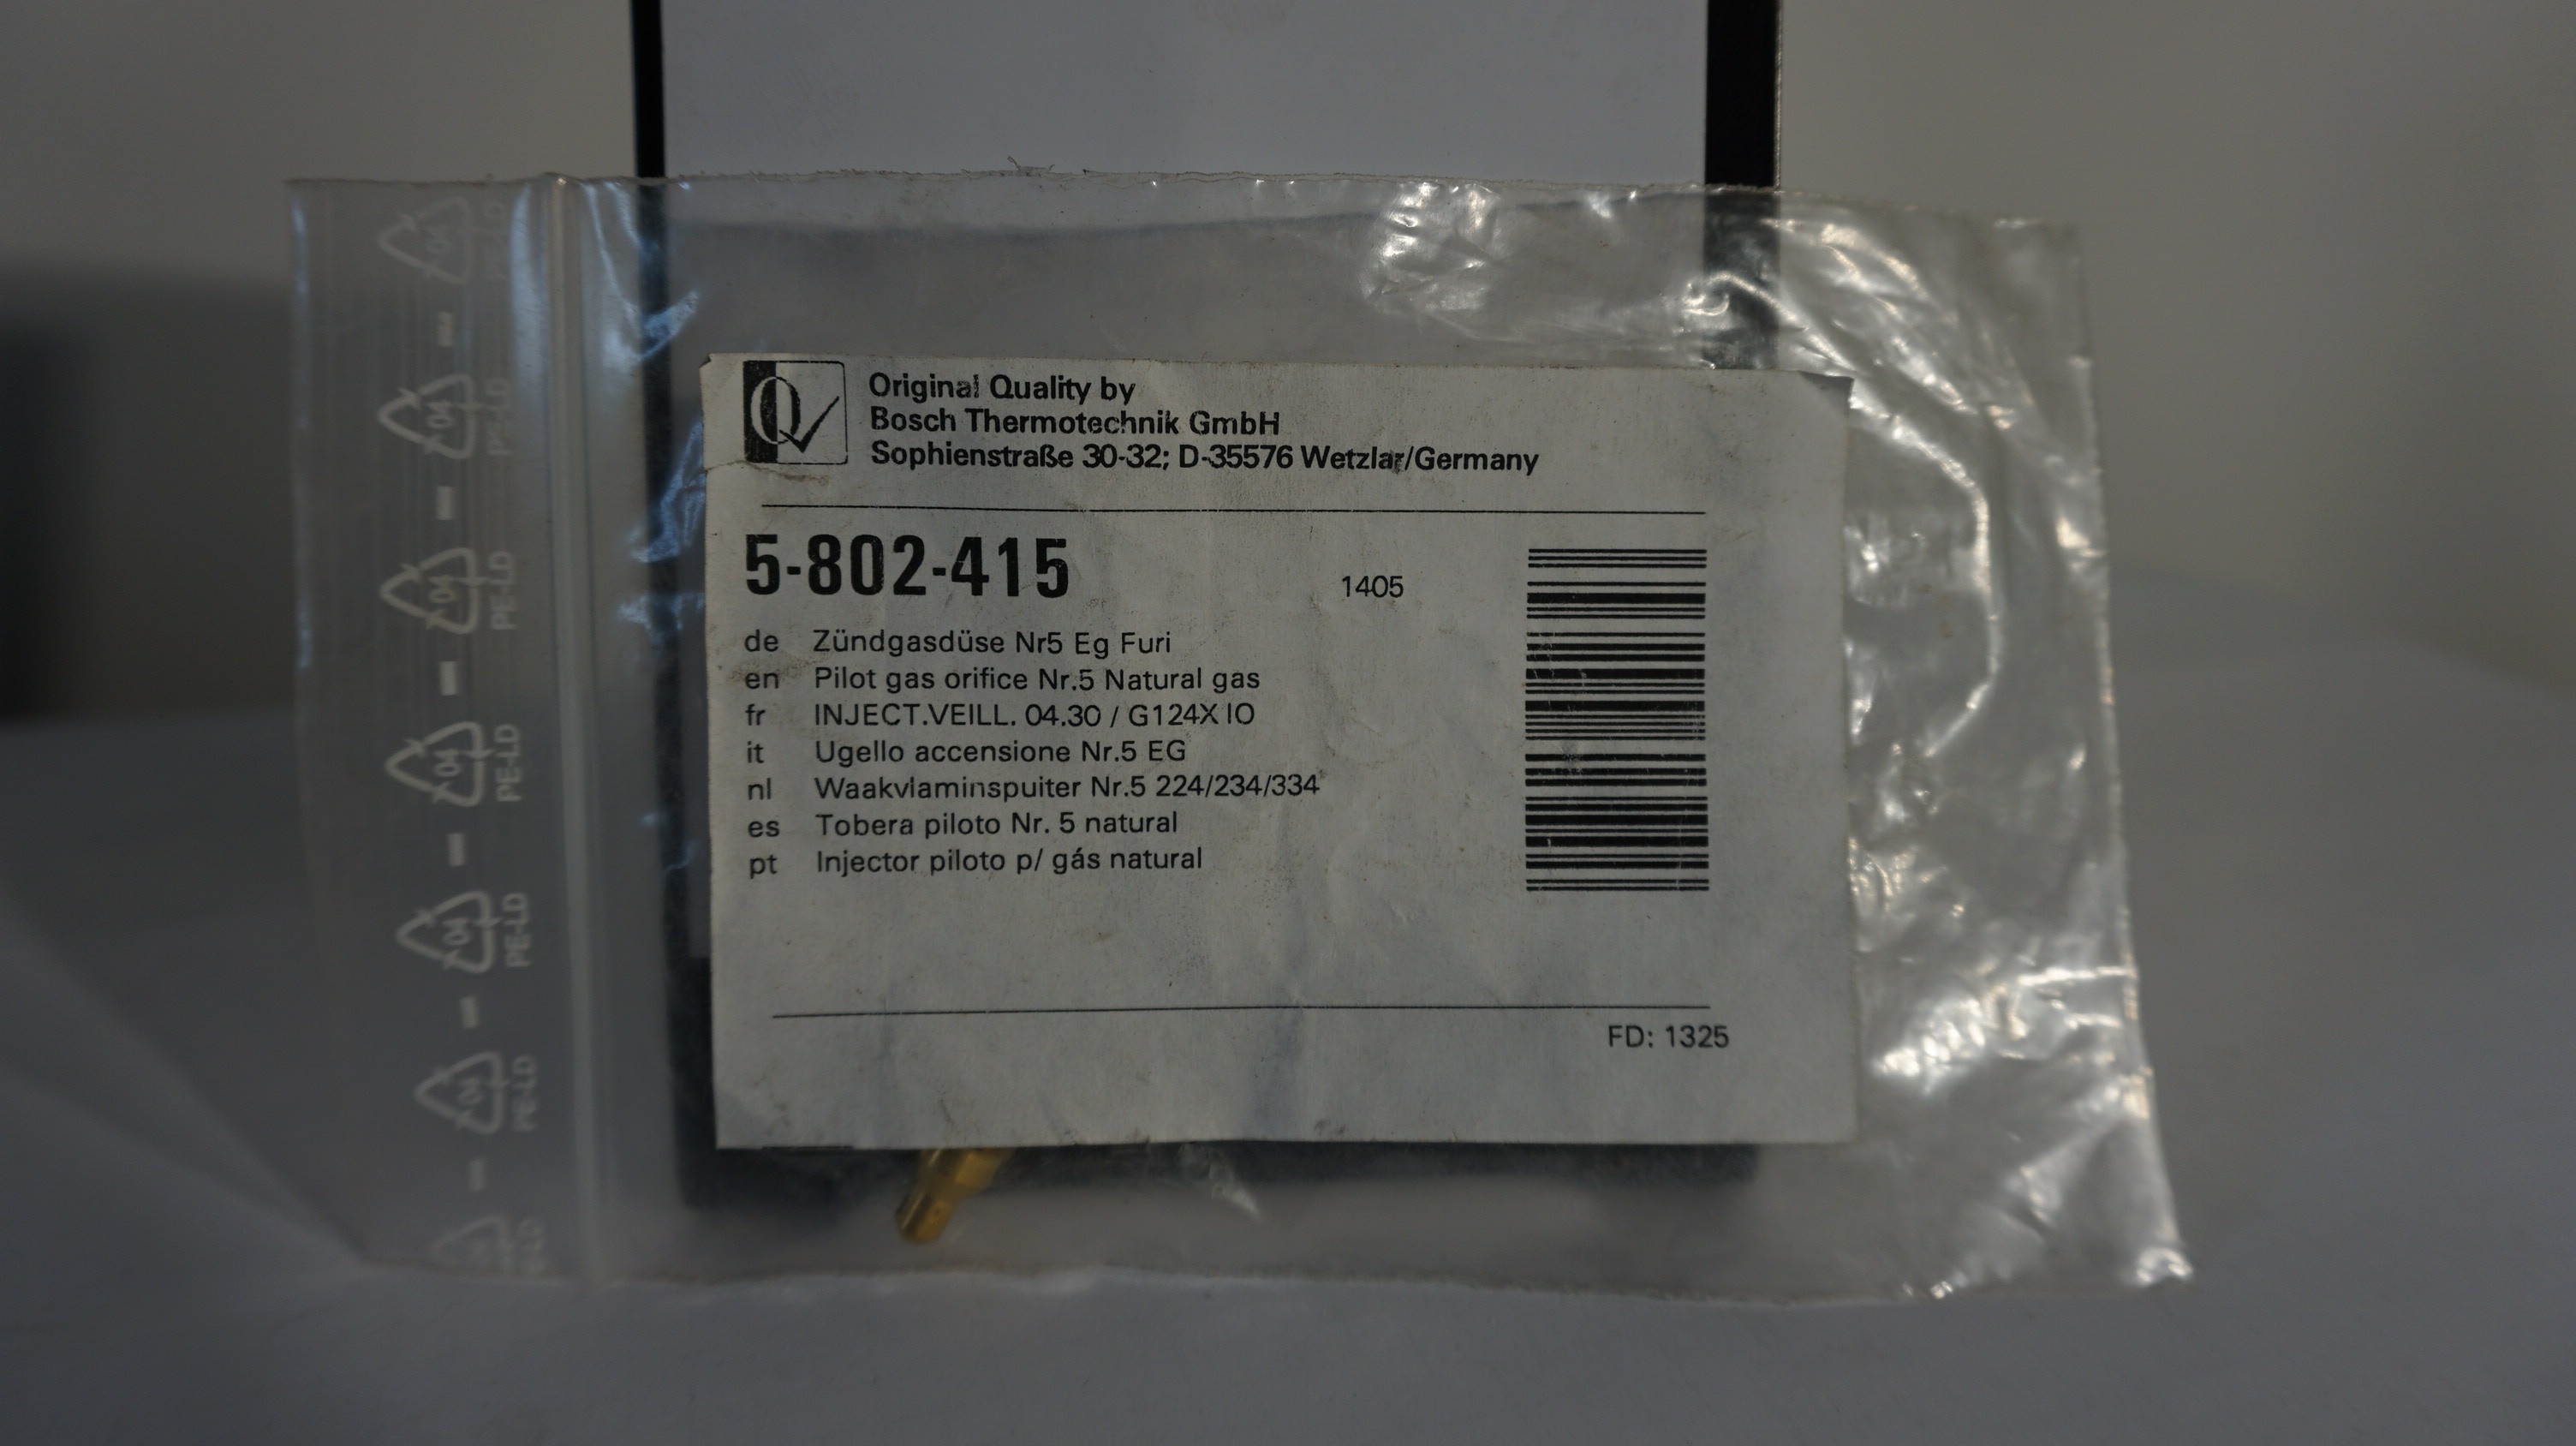 Original Quality by
Bosch Thermotechnik GmbH
Sophienstraße 30-32; D-35576 Wetzlar/Germany
5-802-415
1405
de Zündgasdüse Nr5 Eg Furi
en Pilot gas orifice Nr.5 Natural gas
fr INJECT.VEILL. 04.30 / G124X IO
it Ugello accensione Nr.5 EG
nl Waakvlaminspuiter Nr.5 224/234/334
es Tobera piloto Nr. 5 natural
pt Injector piloto p/ gás natural
FD: 1325
04 PE-LD
04 PE-LD
04 PE-LD
04 PE-LD
04 PE-LD
04 PE-LD